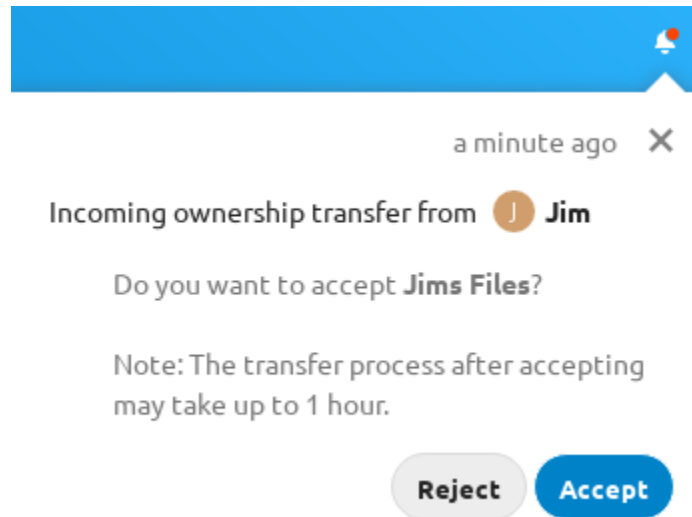 a minute ago
Incoming ownership transfer from J Jim
Do you want to accept Jims Files?
Note: The transfer process after accepting
may take up to 1 hour.
Reject Accept